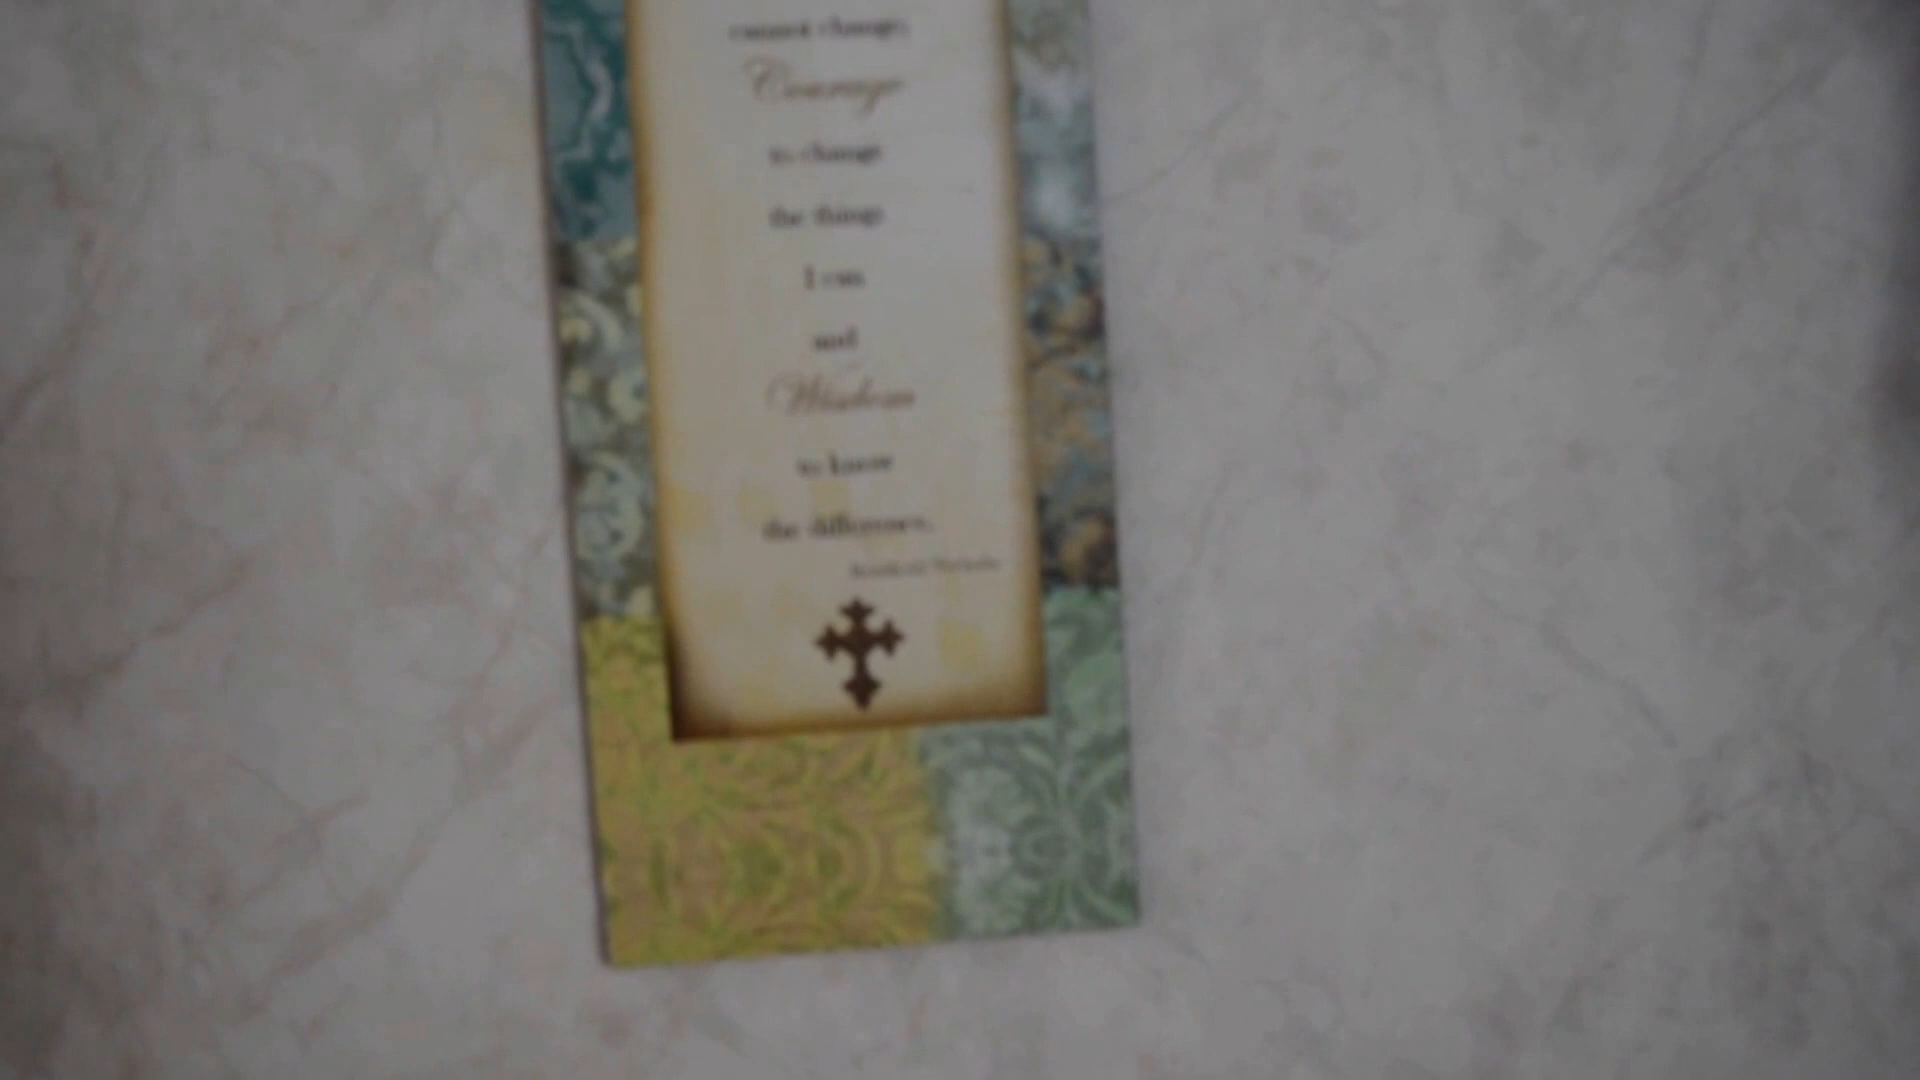 cannot change,
Courage
to change
the things
I can
and
Wisdom
to know
the difference.